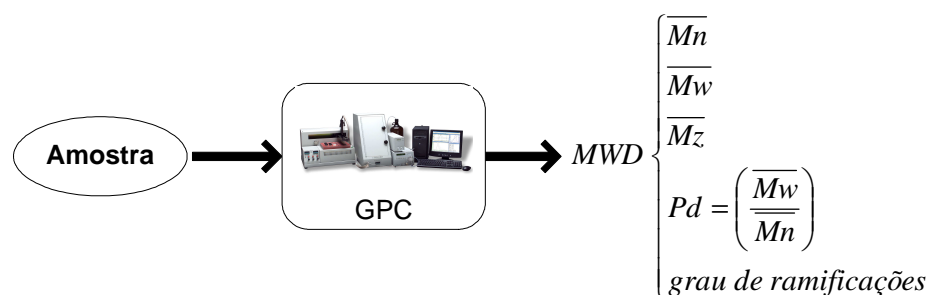 Amostra
GPC
MWD
Mn
Mw
Mz
Pd = (Mw / Mn)
grau de ramificações